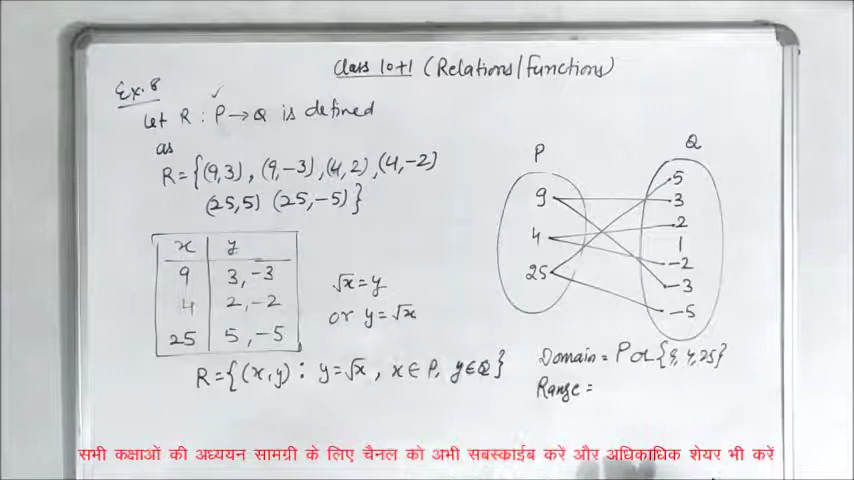 Class 10+1 (Relations/Functions)
Ex.8
Let R : P→Q is defined
as
R={(9,3), (9,-3), (4,2), (4,-2)
(25,5) (25,-5)}
x y
9 3, -3
4 2, -2
25 5, -5
√x=y
or y=√x
R={(x,y) : y=√x , x∈P, y∈Q}
P
9
4
25
Q
5
3
2
1
-2
-3
-5
Domain = P or {9,4,25}
Range =
सभी कक्षाओं की अध्ययन सामग्री के लिए चैनल को अभी सबस्क्राईब करें और अधिकाधिक शेयर भी करें